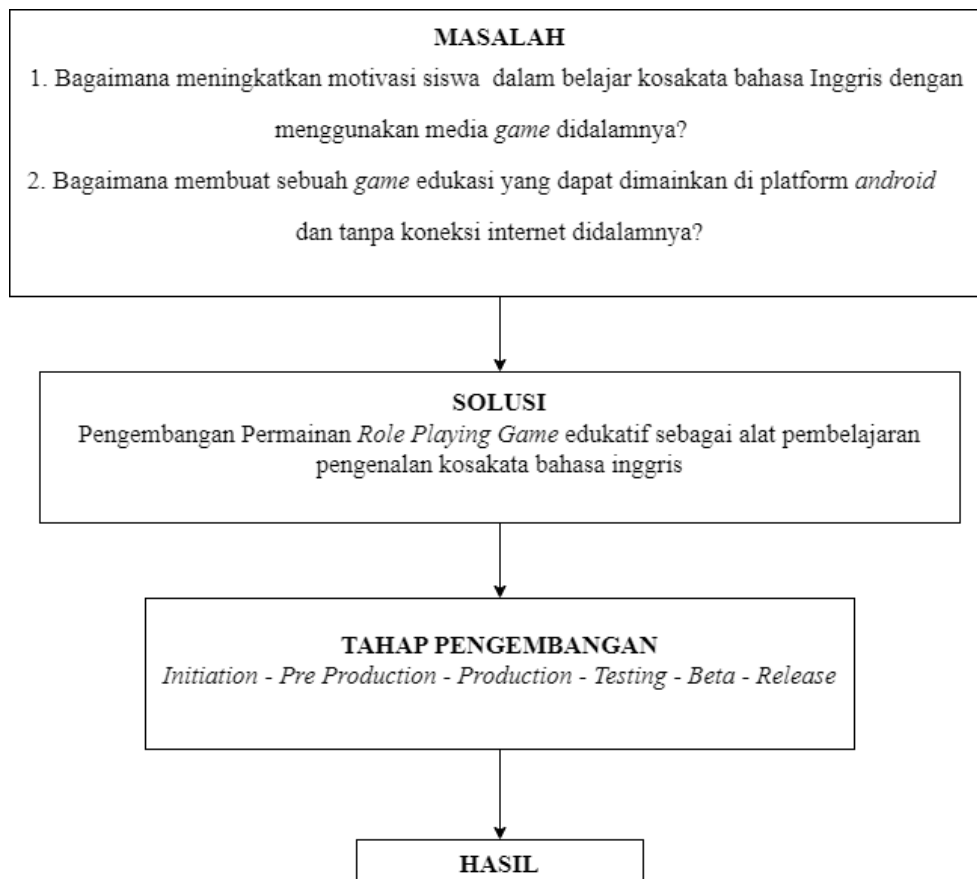 MASALAH
1. Bagaimana meningkatkan motivasi siswa dalam belajar kosakata bahasa Inggris dengan
menggunakan media game didalamnya?
2. Bagaimana membuat sebuah game edukasi yang dapat dimainkan di platform android
dan tanpa koneksi internet didalamnya?
SOLUSI
Pengembangan Permainan Role Playing Game edukatif sebagai alat pembelajaran
pengenalan kosakata bahasa inggris
TAHAP PENGEMBANGAN
Initiation - Pre Production - Production - Testing - Beta - Release
HASIL